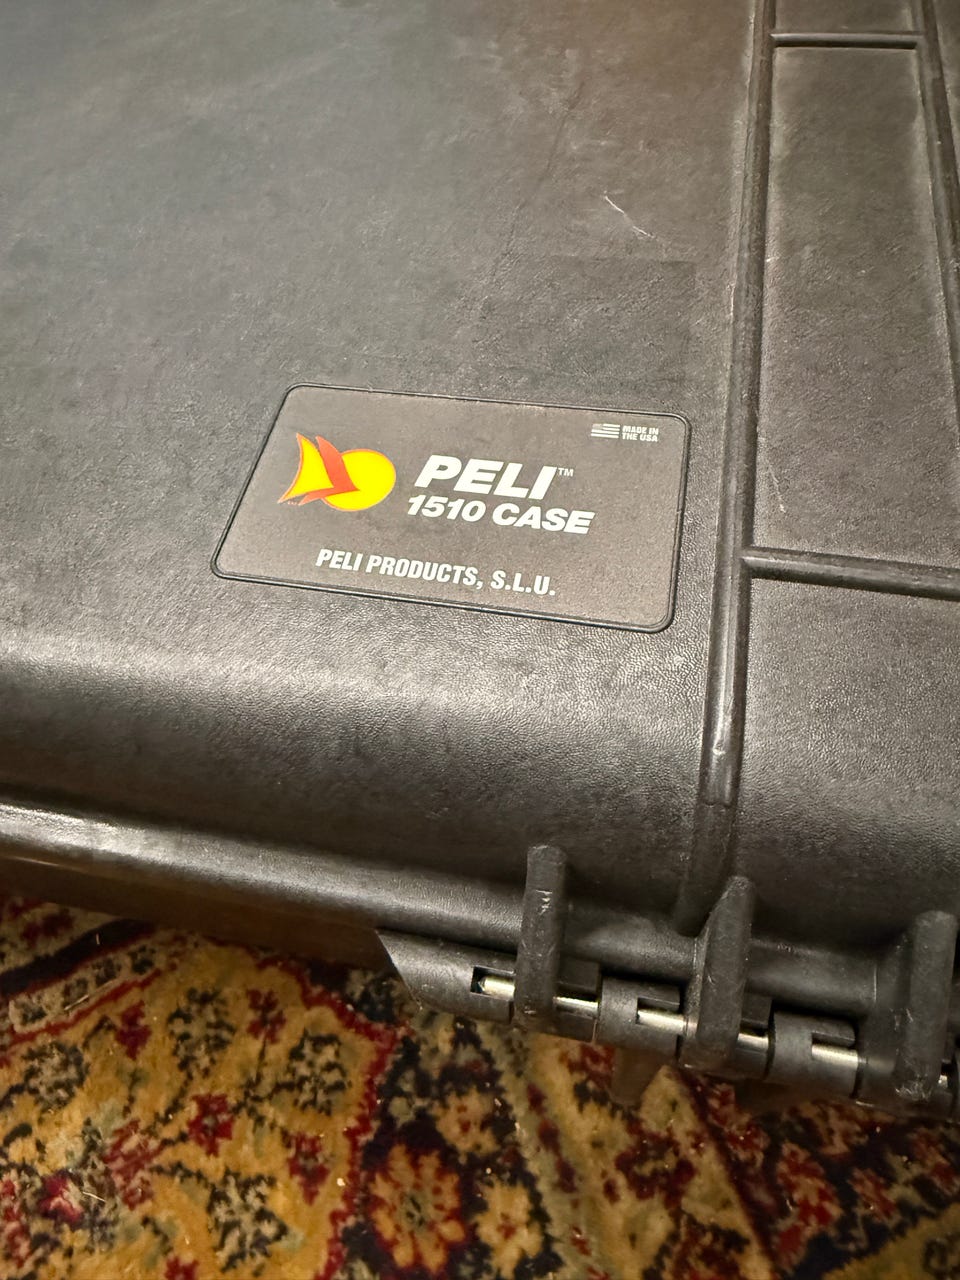 MADE IN
THE USA
PELI™
1510 CASE
PELI PRODUCTS, S.L.U.